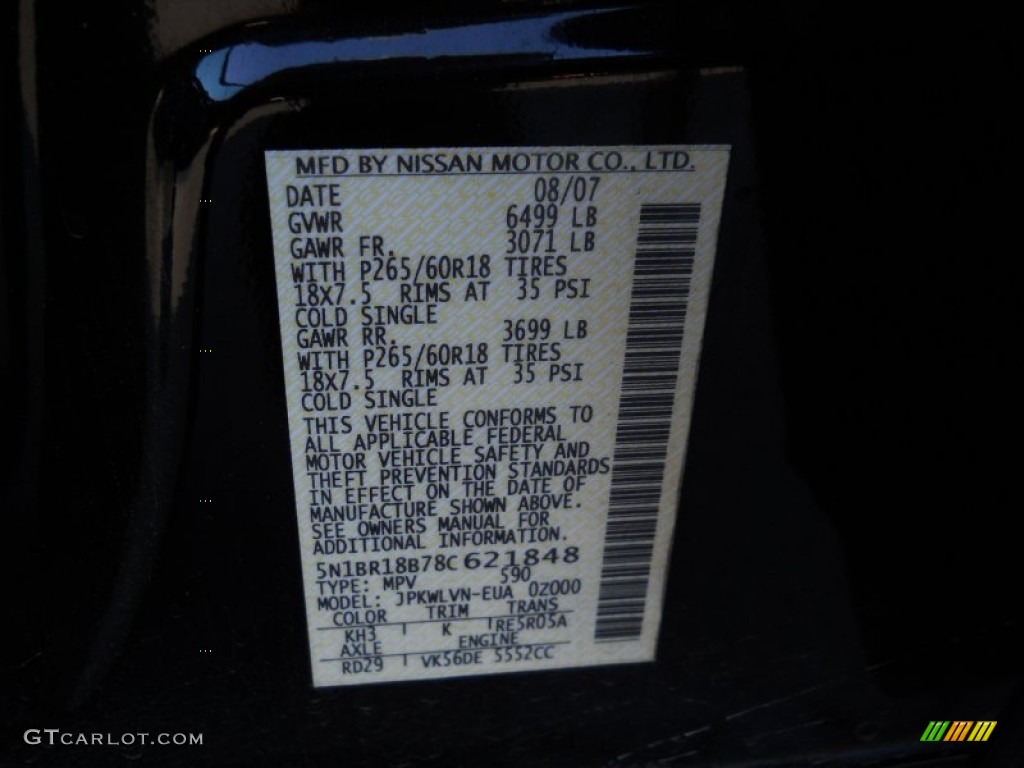 MFD BY NISSAN MOTOR CO., LTD.
DATE 08/07
GVWR 6499 LB
GAWR FR. 3071 LB
WITH P265/60R18 TIRES
18X7.5 RIMS AT 35 PSI
COLD SINGLE
GAWR RR. 3699 LB
WITH P265/60R18 TIRES
18X7.5 RIMS AT 35 PSI
COLD SINGLE
THIS VEHICLE CONFORMS TO
ALL APPLICABLE FEDERAL
MOTOR VEHICLE SAFETY AND
THEFT PREVENTION STANDARDS
IN EFFECT ON THE DATE OF
MANUFACTURE SHOWN ABOVE.
SEE OWNERS MANUAL FOR
ADDITIONAL INFORMATION.
5N1BR18B78C621848
TYPE: MPV 590
MODEL: JPKWLVN-EUA 0Z000
COLOR TRIM TRANS
KH3 K RE5R05A
AXLE ENGINE
RD29 VK56DE 5552CC
GTCARLOT.COM